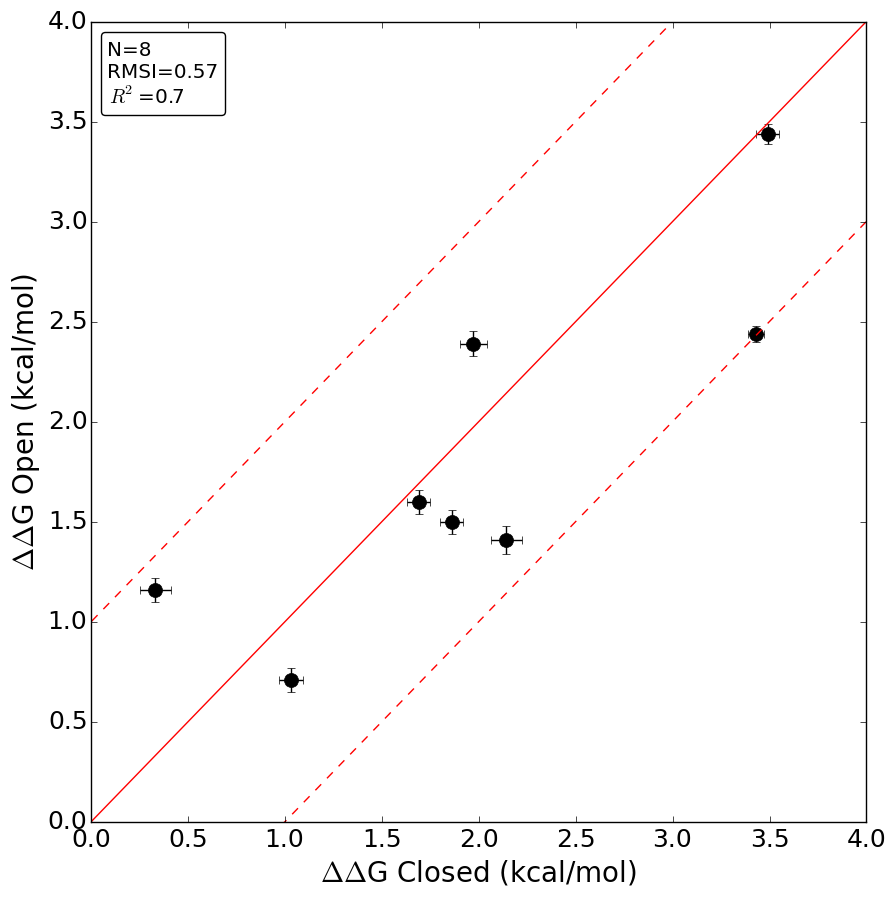 4.0
N=8
RMSI=0.57
R² =0.7
3.5
3.0
2.5
2.0
1.5
1.0
0.5
0.0
ΔΔG Open (kcal/mol)
0.0 0.5 1.0 1.5 2.0 2.5 3.0 3.5 4.0
ΔΔG Closed (kcal/mol)